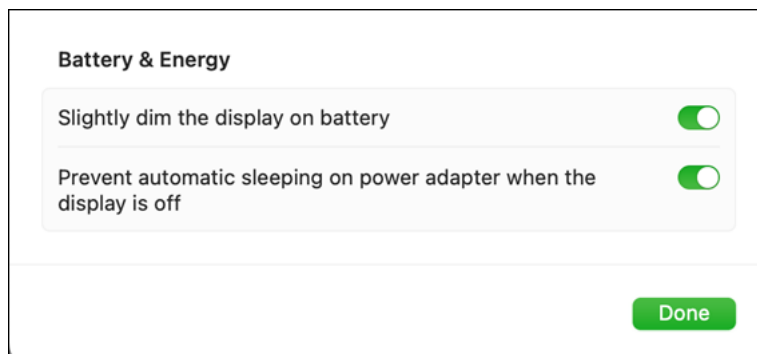 Battery & Energy
Slightly dim the display on battery
Prevent automatic sleeping on power adapter when the
display is off
Done